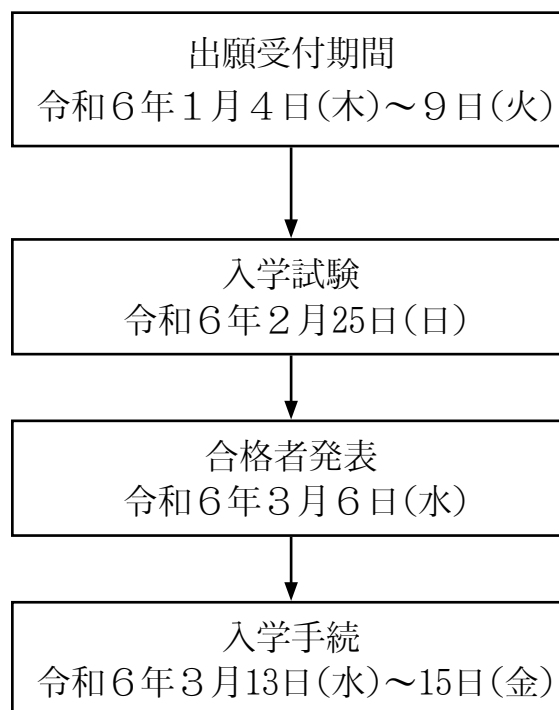 出願受付期間
令和６年１月４日(木)～９日(火)
入学試験
令和６年２月25日(日)
合格者発表
令和６年３月６日(水)
入学手続
令和６年３月13日(水)～15日(金)